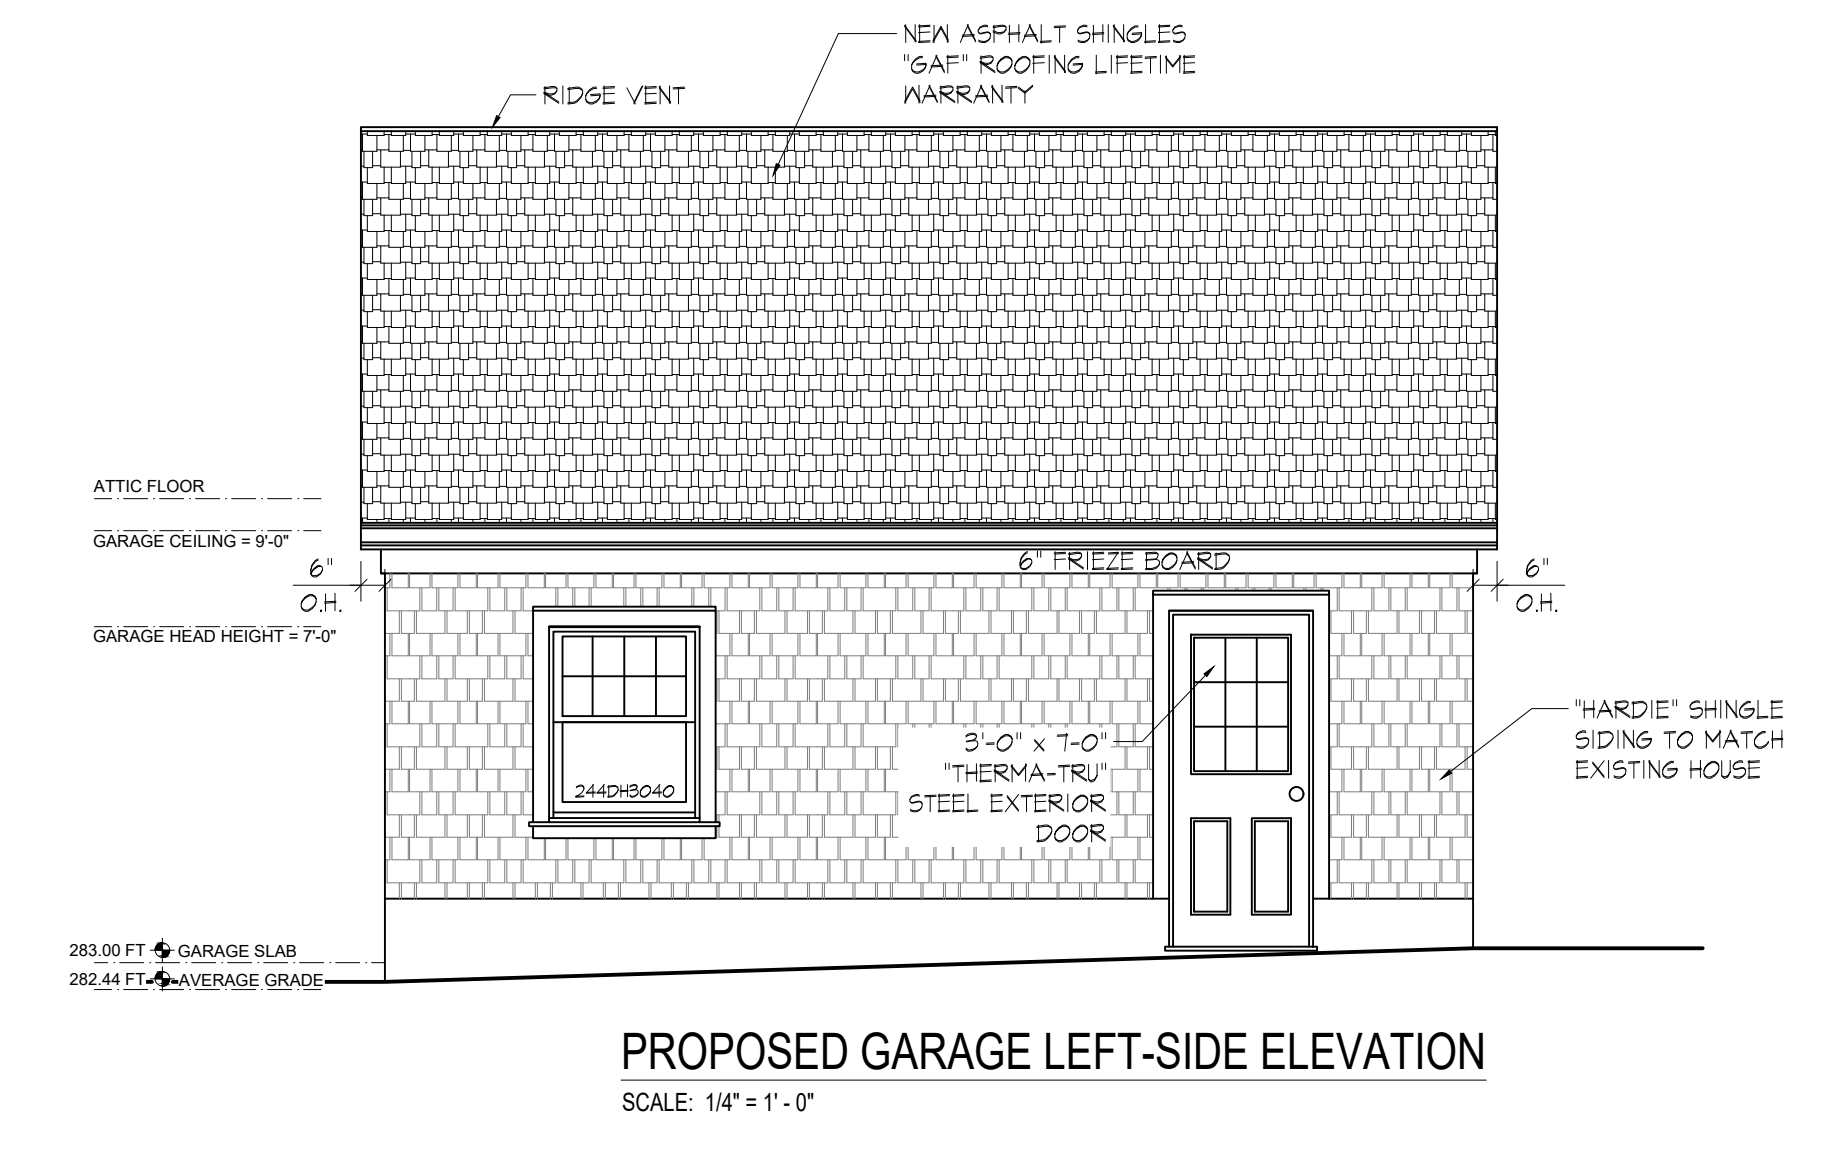 NEW ASPHALT SHINGLES
"GAF" ROOFING LIFETIME
WARRANTY
RIDGE VENT
ATTIC FLOOR
GARAGE CEILING = 9'-0"
6" FRIEZE BOARD
6"
O.H.
6"
O.H.
GARAGE HEAD HEIGHT = 7'-0"
"HARDIE" SHINGLE
SIDING TO MATCH
EXISTING HOUSE
3'-0" x 7-0"
"THERMA-TRU"
STEEL EXTERIOR
DOOR
244DH3040
283.00 FT GARAGE SLAB
282.44 FT AVERAGE GRADE
PROPOSED GARAGE LEFT-SIDE ELEVATION
SCALE: 1/4" = 1' - 0"